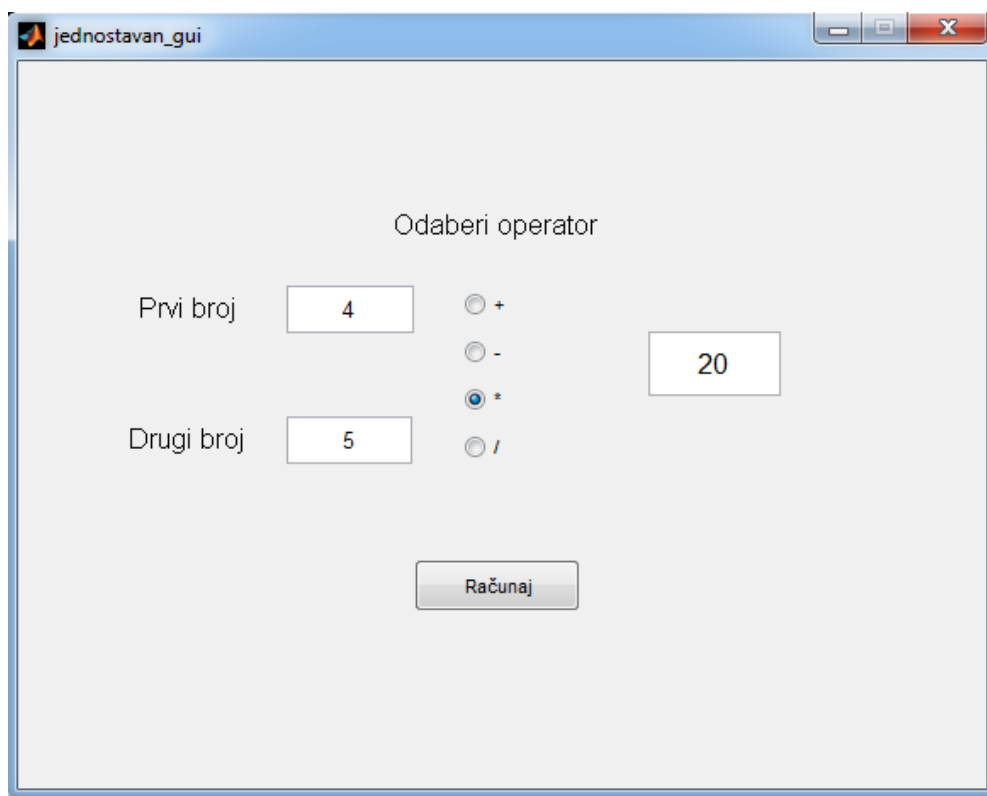 jednostavan_gui
Odaberi operator
Prvi broj
4
+
-
20
*
Drugi broj
5
/
Računaj